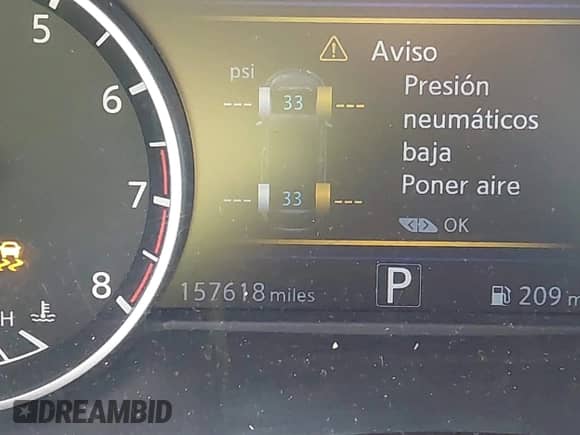 5
6
7
8
H
psi
--- 33 ---
--- 33 ---
Aviso
Presión
neumáticos
baja
Poner aire
OK
157618 miles
P
209 m
DREAMBID